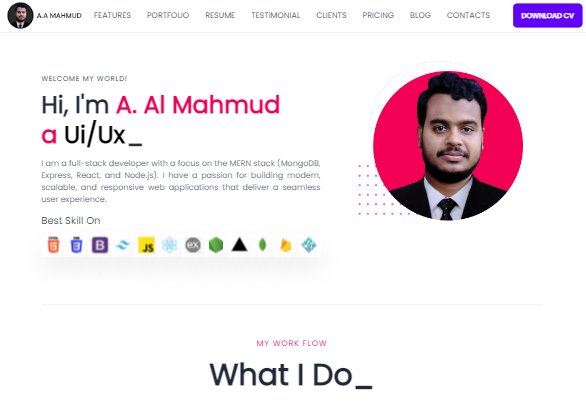 A.A MAHMUD FEATURES PORTFOLIO RESUME TESTIMONIAL CLIENTS PRICING BLOG CONTACTS DOWNLOAD CV
WELCOME MY WORLD!
Hi, I'm A. Al Mahmud
a Ui/Ux_
I am a full-stack developer with a focus on the MERN stack (MongoDB,
Express, React, and Node.js). I have a passion for building modern,
scalable, and responsive web applications that deliver a seamless
user experience.
Best Skill On
B JS ex
MY WORK FLOW
What I Do_